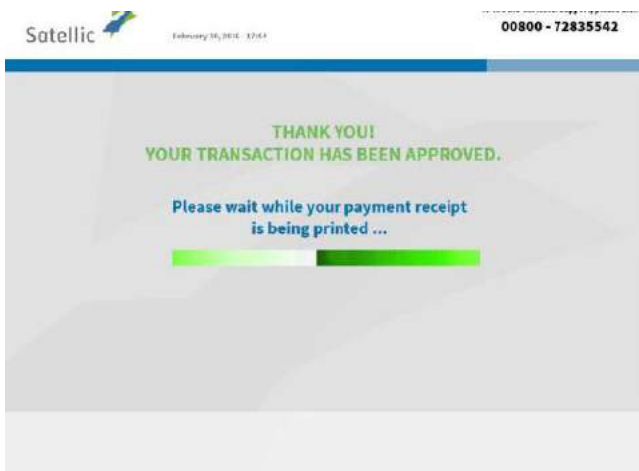 Satellic
00800 - 72835542
THANK YOU!
YOUR TRANSACTION HAS BEEN APPROVED.
Please wait while your payment receipt
is being printed ...